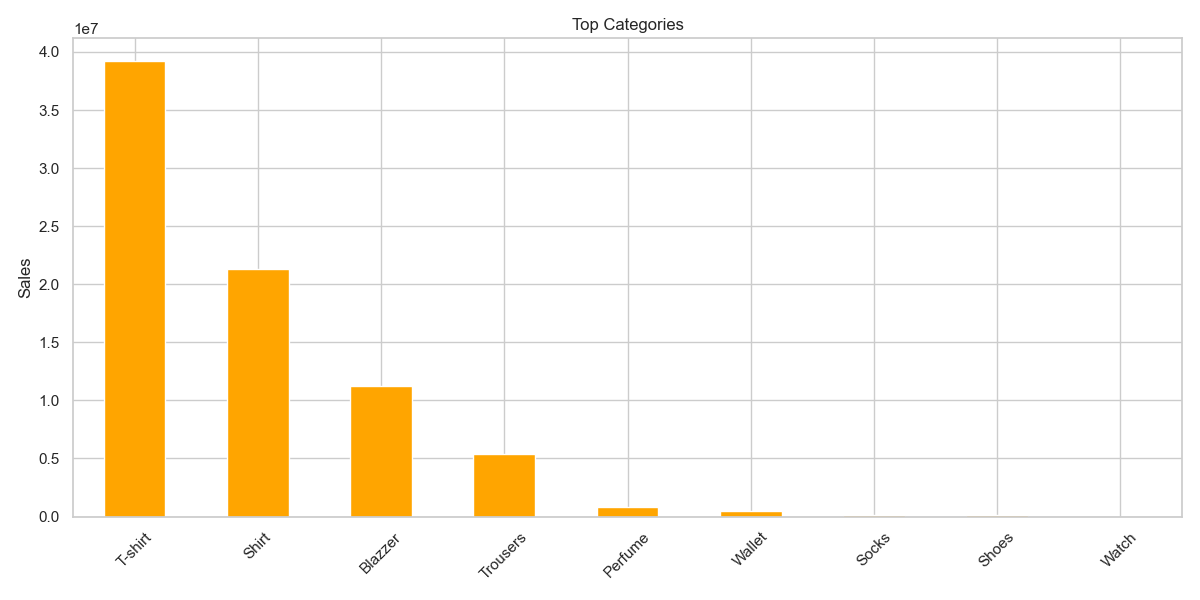 Top Categories
1e7
4.0
3.5
3.0
2.5
2.0
1.5
1.0
0.5
0.0
Sales
T-shirt
Shirt
Blazzer
Trousers
Perfume
Wallet
Socks
Shoes
Watch